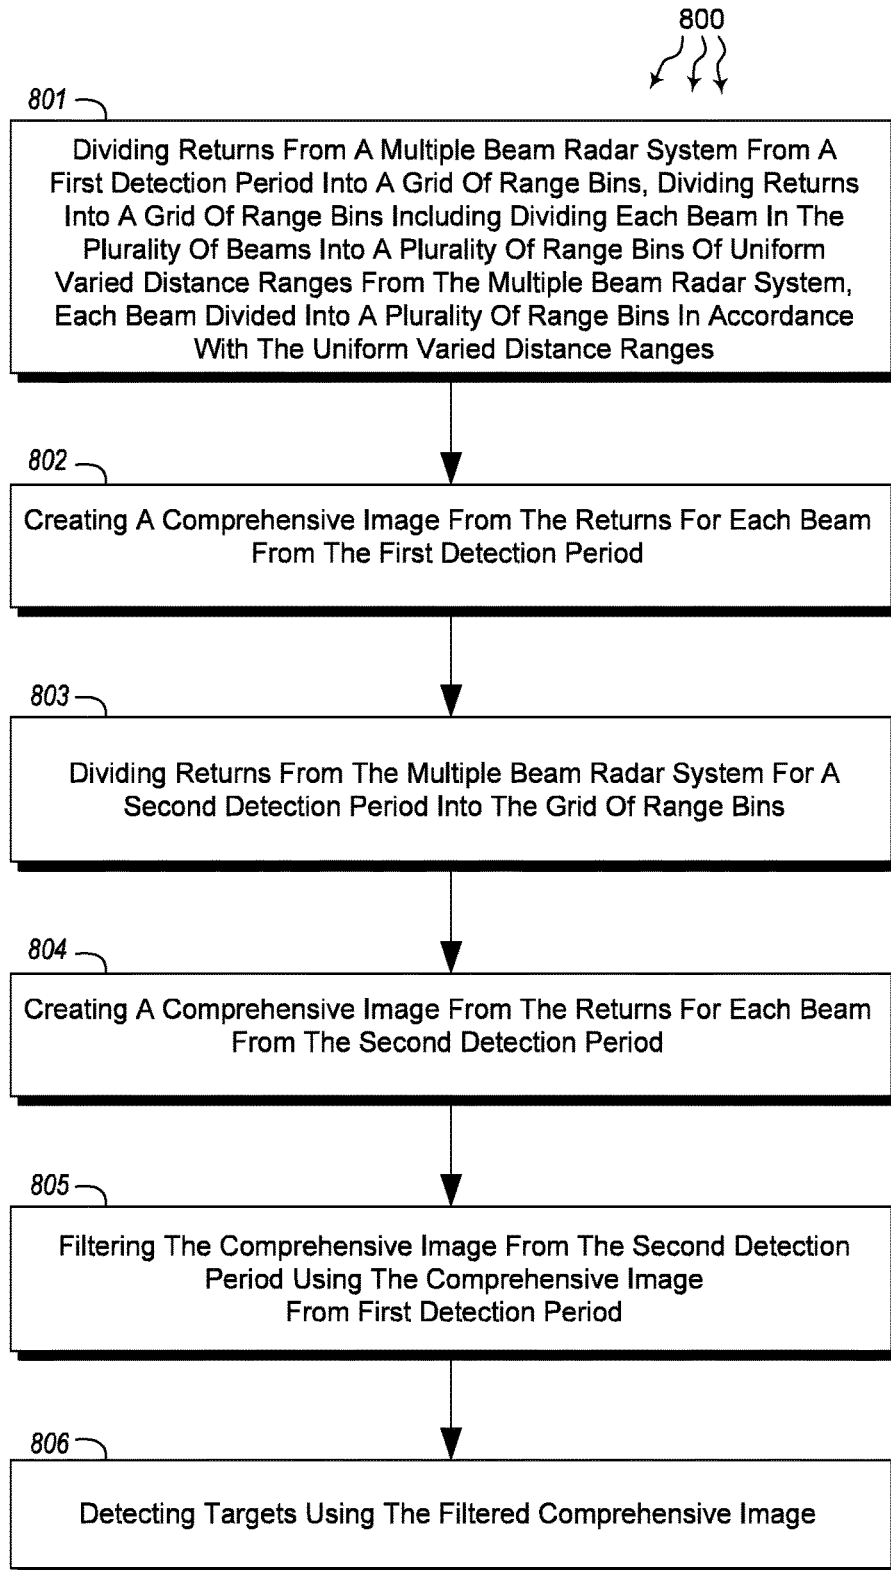 800
801
Dividing Returns From A Multiple Beam Radar System From A
First Detection Period Into A Grid Of Range Bins, Dividing Returns
Into A Grid Of Range Bins Including Dividing Each Beam In The
Plurality Of Beams Into A Plurality Of Range Bins Of Uniform
Varied Distance Ranges From The Multiple Beam Radar System,
Each Beam Divided Into A Plurality Of Range Bins In Accordance
With The Uniform Varied Distance Ranges
802
Creating A Comprehensive Image From The Returns For Each Beam
From The First Detection Period
803
Dividing Returns From The Multiple Beam Radar System For A
Second Detection Period Into The Grid Of Range Bins
804
Creating A Comprehensive Image From The Returns For Each Beam
From The Second Detection Period
805
Filtering The Comprehensive Image From The Second Detection
Period Using The Comprehensive Image
From First Detection Period
806
Detecting Targets Using The Filtered Comprehensive Image